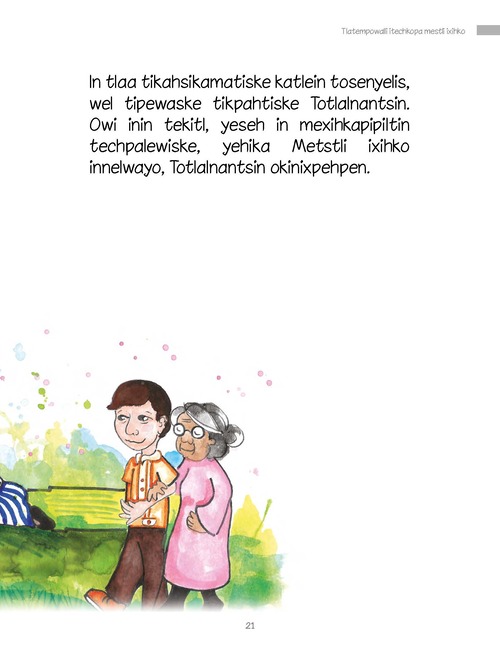 Tlatempowalli itechkopa mestli ixihko
In tlaa tikahsikamatiske katlein tosenyelis,
wel tipewaske tikpahtiske Totlalnantsin.
Owi inin tekitl, yeseh in mexihkapipiltin
techpalewiske, yehika Metstli ixihko
innelwayo, Totlalnantsin okinixpehpen.
21